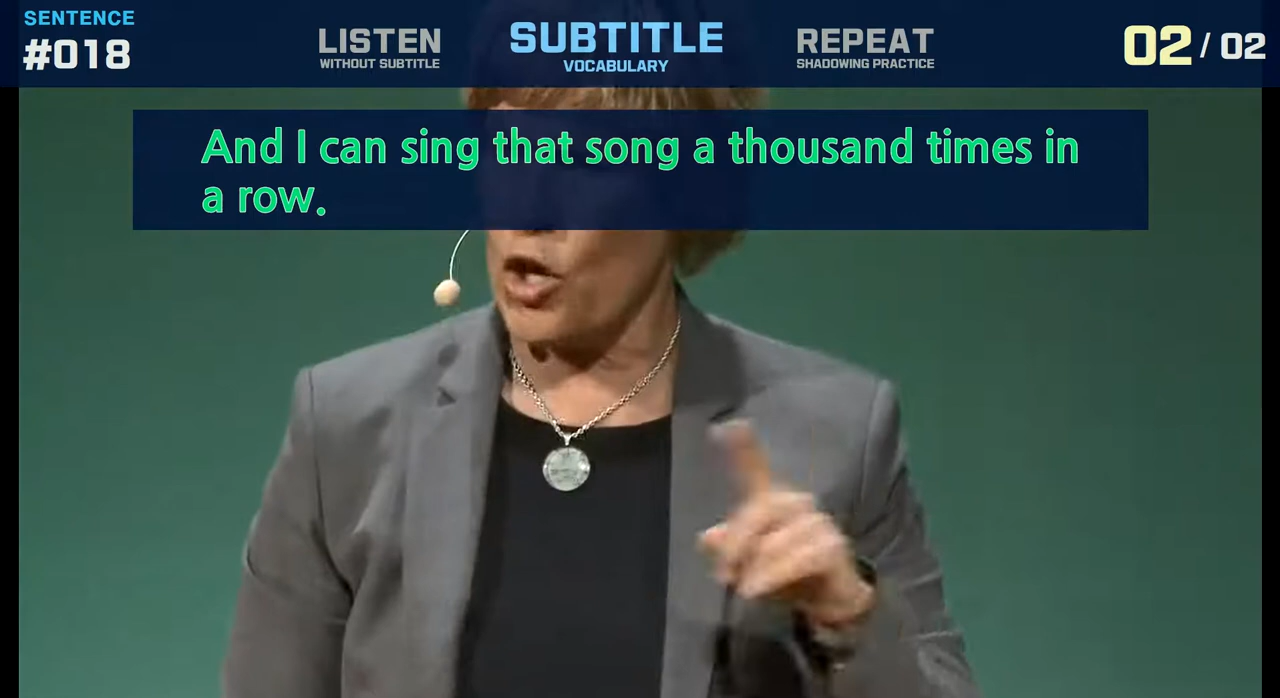 SENTENCE
#018
LISTEN
WITHOUT SUBTITLE
SUBTITLE
VOCABULARY
REPEAT
SHADOWING PRACTICE
02 / 02
And I can sing that song a thousand times in
a row.